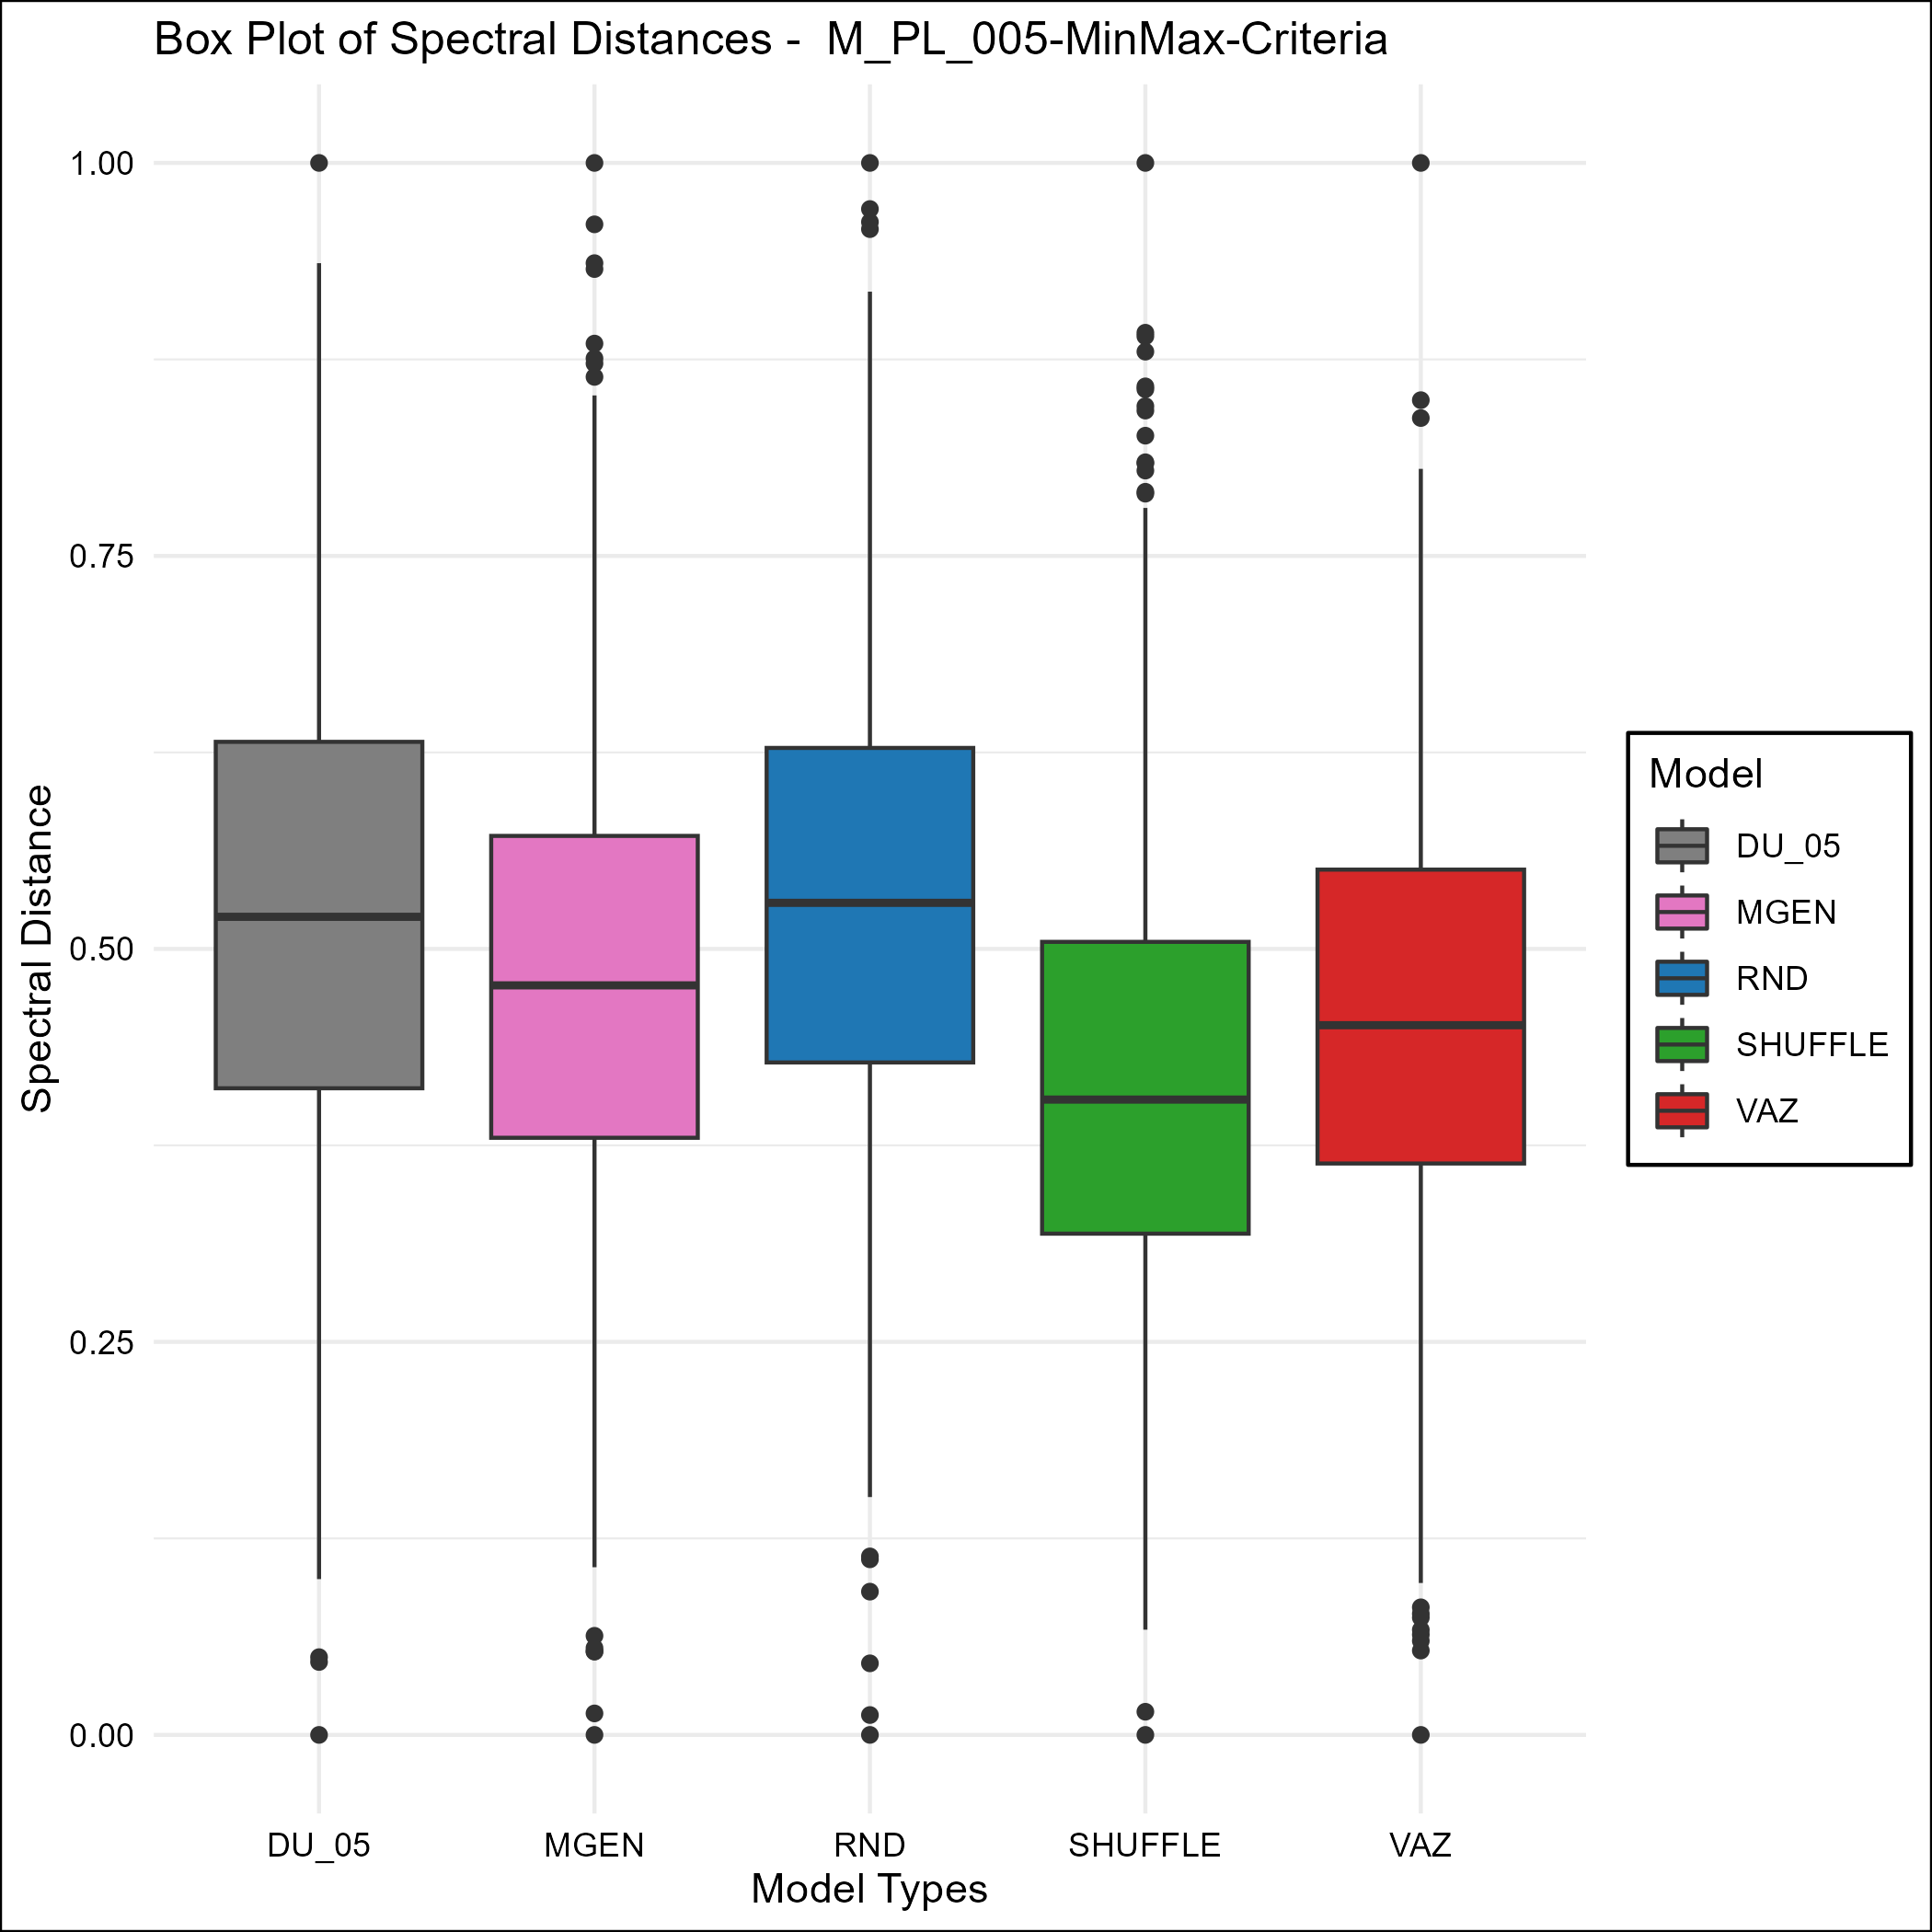 Box Plot of Spectral Distances -  M_PL_005-MinMax-Criteria
1.00
0.75
0.50
0.25
0.00
Spectral Distance
DU_05
MGEN
RND
SHUFFLE
VAZ
Model Types
Model
DU_05
MGEN
RND
SHUFFLE
VAZ